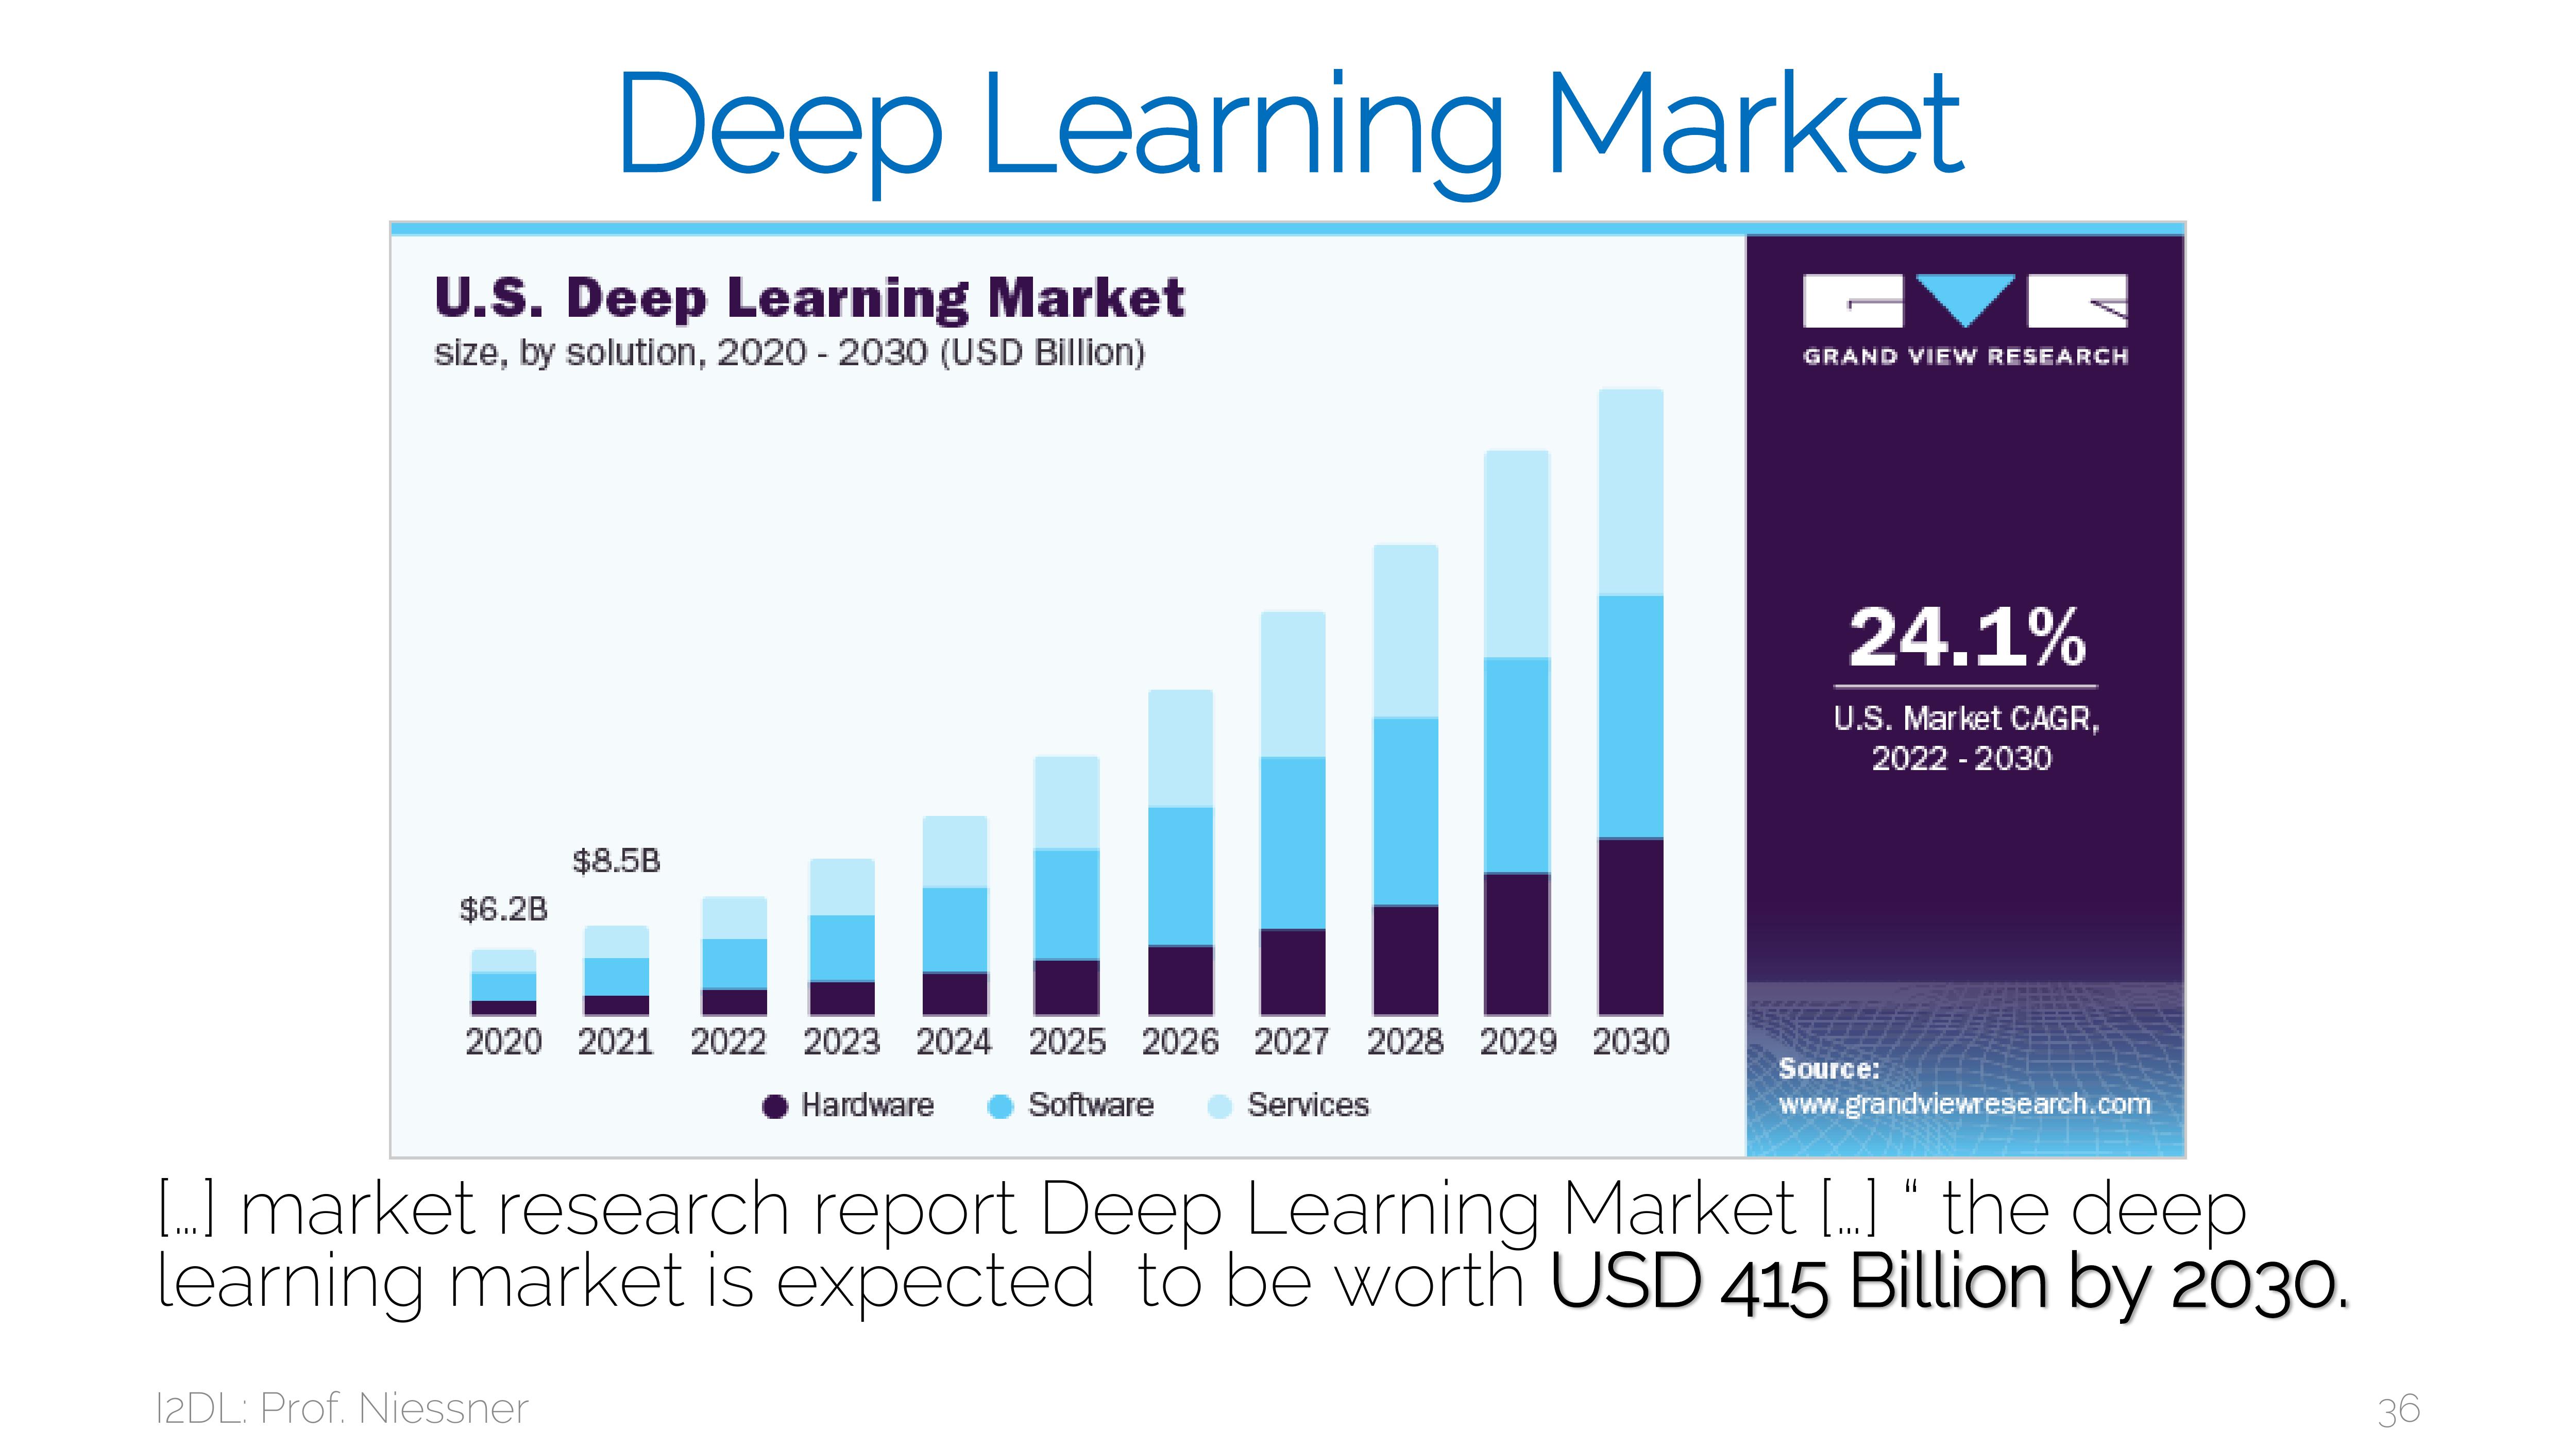 Deep Learning Market
U.S. Deep Learning Market
size, by solution, 2020 - 2030 (USD Billion)
GRAND VIEW RESEARCH
24.1%
U.S. Market CAGR,
2022 - 2030
$8.5B
$6.2B
2020 2021 2022 2023 2024 2025 2026 2027 2028 2029 2030
Hardware Software Services
Source:
www.grandviewresearch.com
[...] market research report Deep Learning Market [...] “ the deep
learning market is expected  to be worth USD 415 Billion by 2030.
I2DL: Prof. Niessner
36